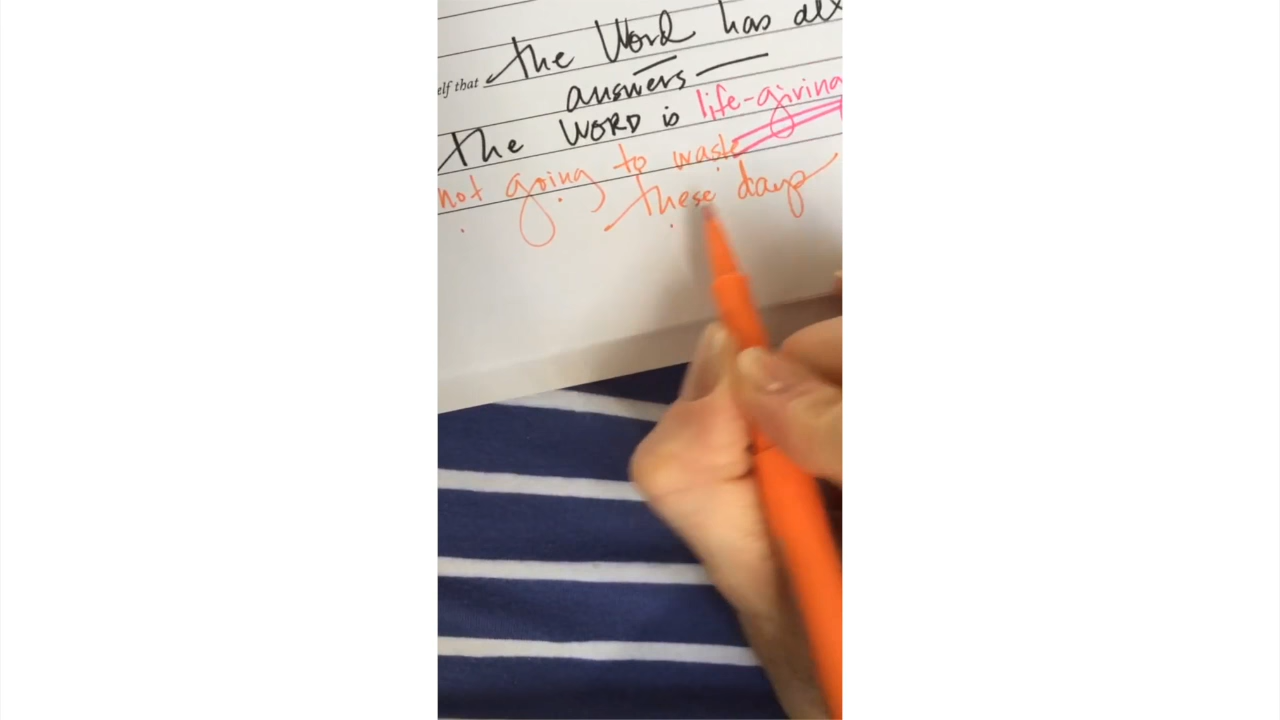 the Word has all
elf that
answers
The WORD is life-giving
not going to waste
these days